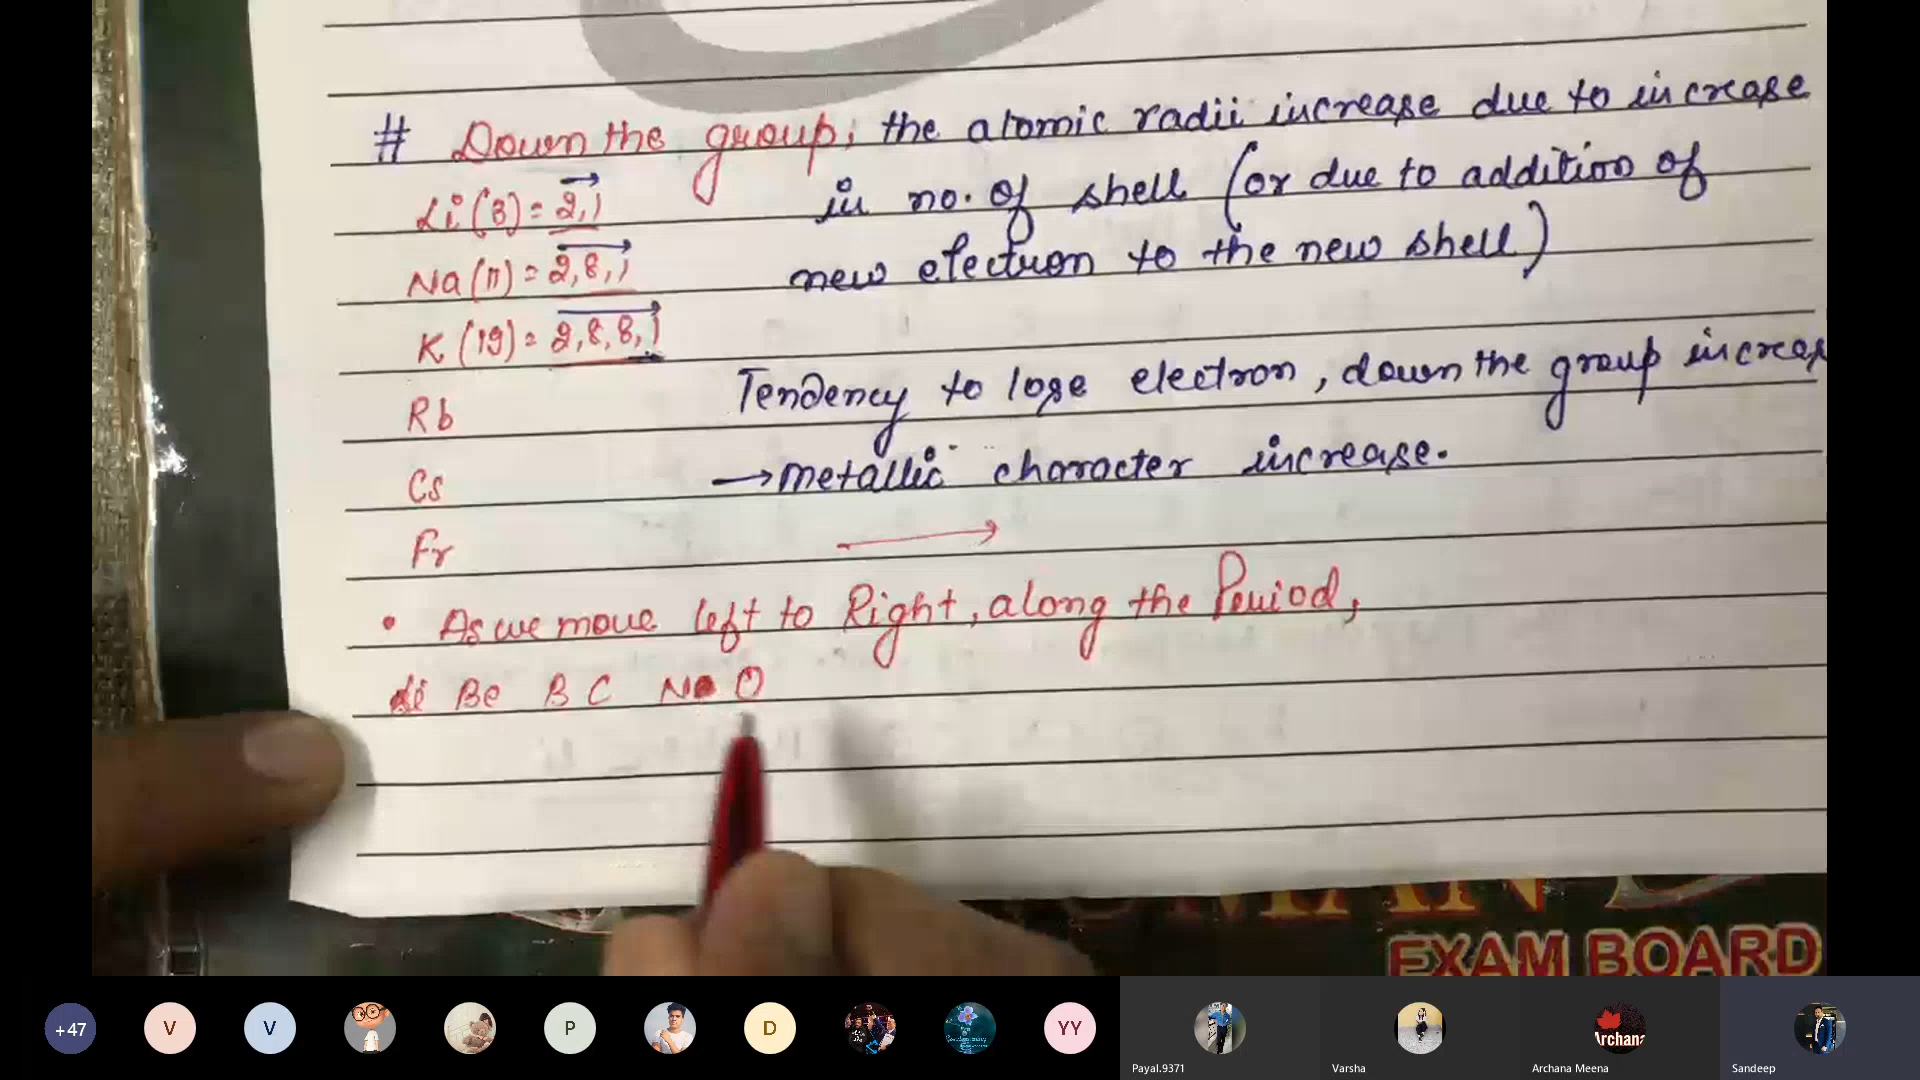 # Down the group, the atomic radii increase due to increase
in no. of shell (or due to addition of
new electron to the new shell)
Li (3) = 2,1
Na (11) = 2,8,1
K (19) = 2,8,8,1
Rb
Cs
Fr
Tendency to lose electron, down the group increas
→ metallic character increase.
• As we move left to Right, along the Period,
Li Be B C N O
EXAM BOARD
+47
V
V
P
D
YY
Archana
Payal.9371
Varsha
Archana Meena
Sandeep